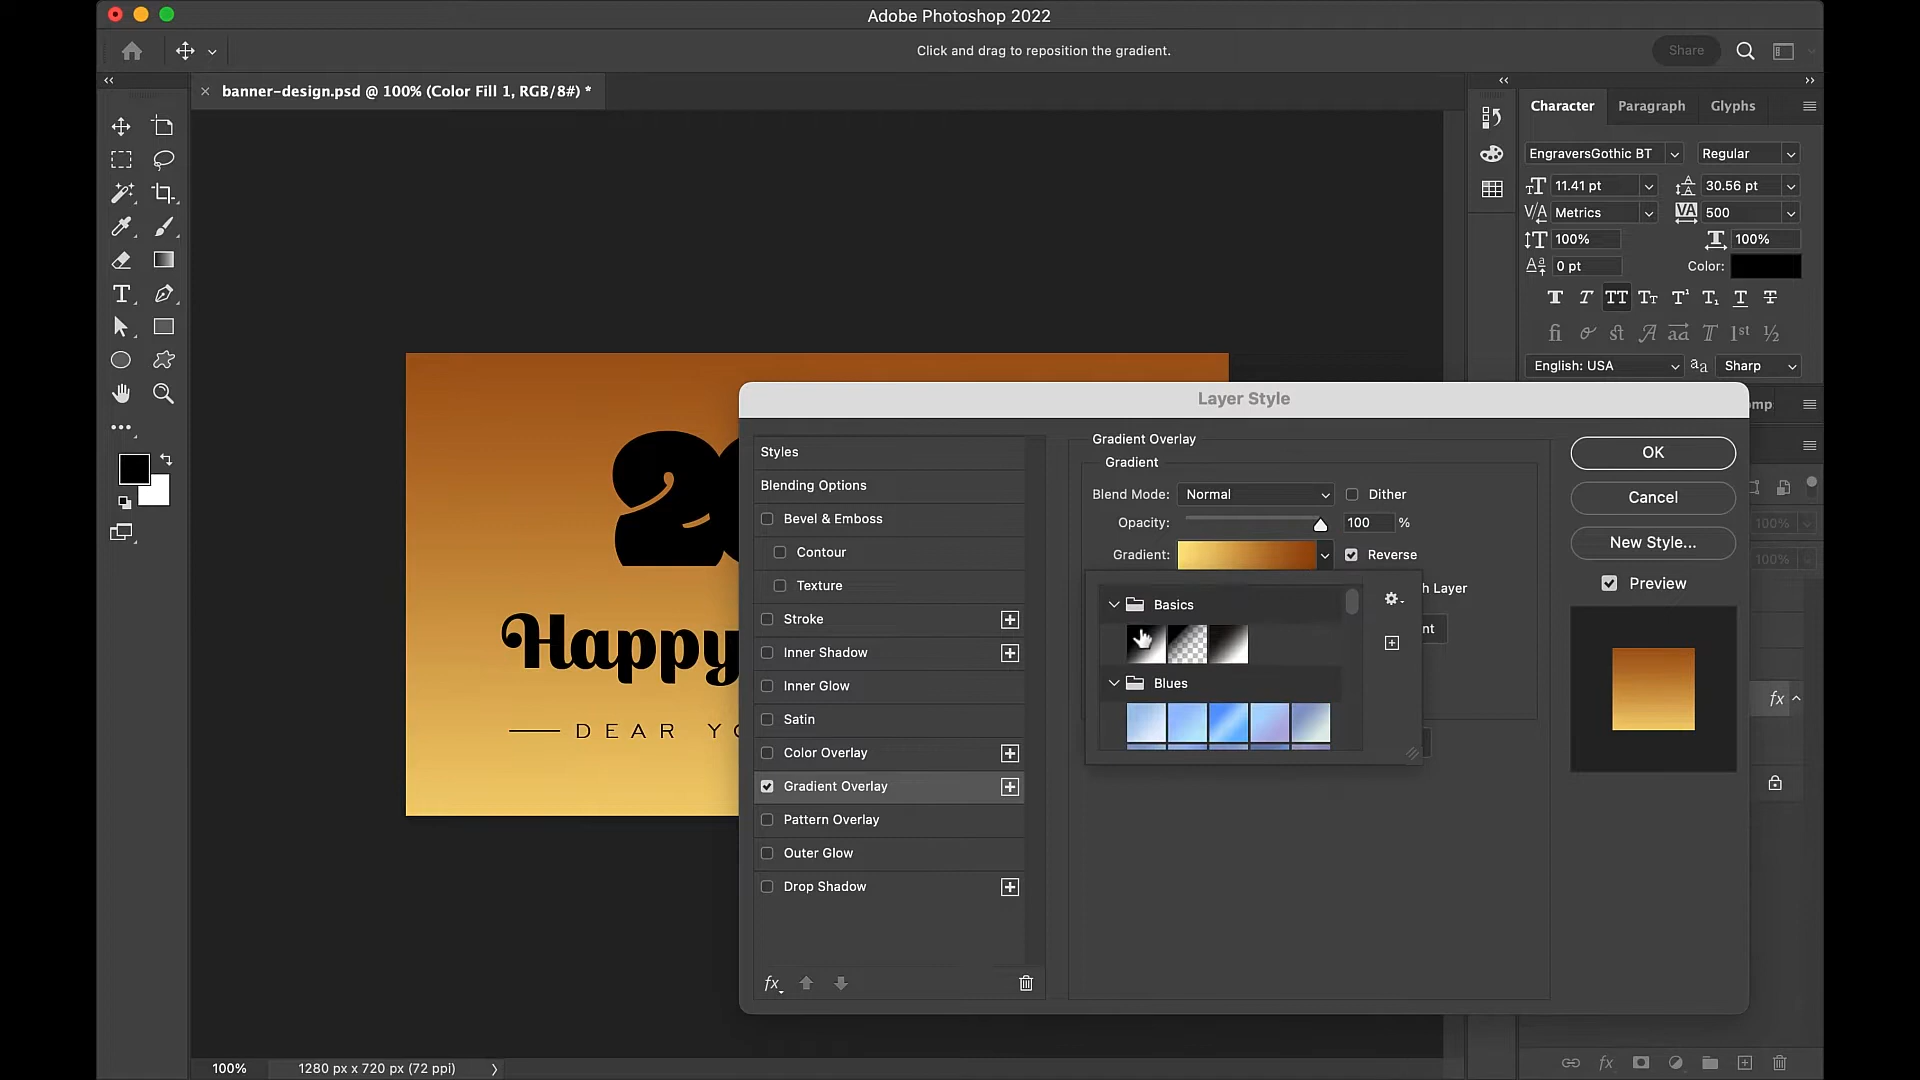 Adobe Photoshop 2022
Click and drag to reposition the gradient.
Share
banner-design.psd @ 100% (Color Fill 1, RGB/8#) *
Character
Paragraph
Glyphs
EngraversGothic BT
Regular
11.41 pt
30.56 pt
Metrics
500
100%
100%
0 pt
Color:
English: USA
Sharp
2
Happy
DEAR YO
Layer Style
Styles
Blending Options
Bevel & Emboss
Contour
Texture
Stroke
Inner Shadow
Inner Glow
Satin
Color Overlay
Gradient Overlay
Pattern Overlay
Outer Glow
Drop Shadow
fx
Gradient Overlay
Gradient
Blend Mode: Normal
Dither
Opacity: 100 %
Gradient:
Reverse
h Layer
nt
Basics
Blues
OK
Cancel
New Style...
Preview
mp
100%
100%
fx
fx
100%
1280 px x 720 px (72 ppi)